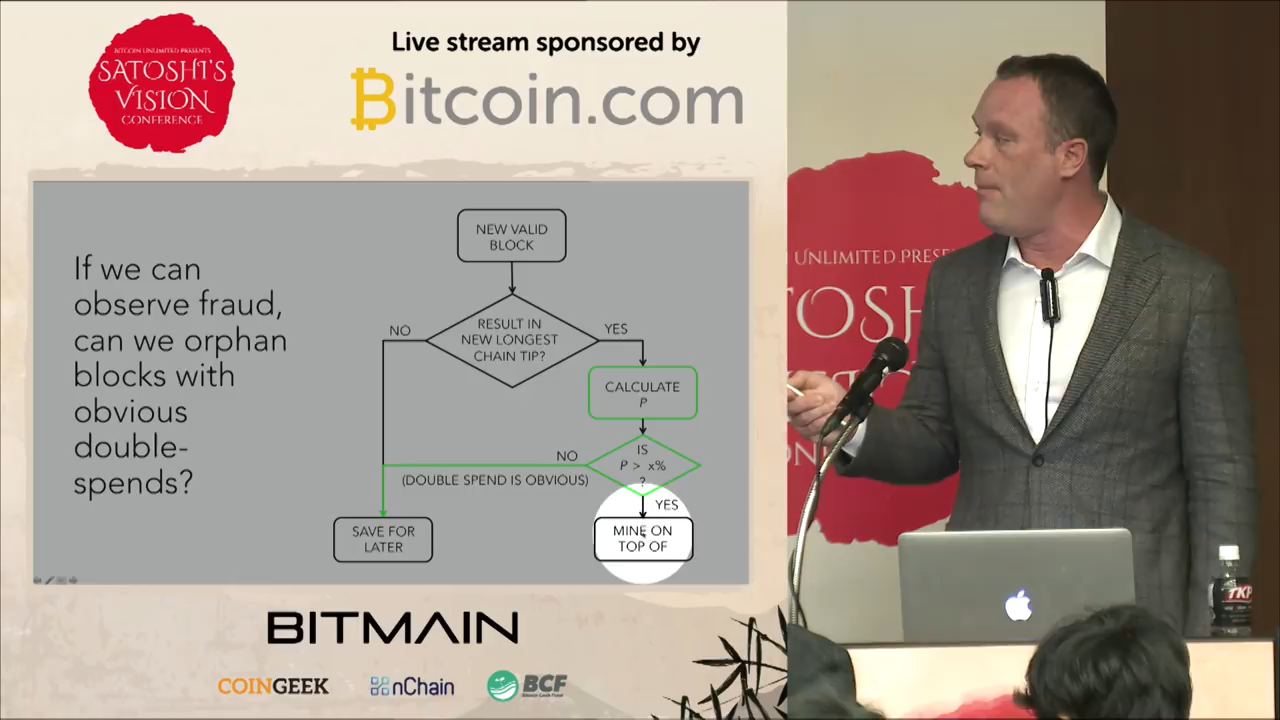 BITCOIN UNLIMITED PRESENTS
SATOSHI'S
VISION
CONFERENCE
Live stream sponsored by
Bitcoin.com
If we can
observe fraud,
can we orphan
blocks with
obvious
double-
spends?
NEW VALID
BLOCK
RESULT IN
NEW LONGEST
CHAIN TIP?
NO
YES
CALCULATE
P
IS
P > x%
?
NO
(DOUBLE SPEND IS OBVIOUS)
YES
SAVE FOR
LATER
MINE ON
TOP OF
BITMAIN
COINGEEK
nChain
BCF
UNLIMITED PRESE
TOSH
ON
TKP